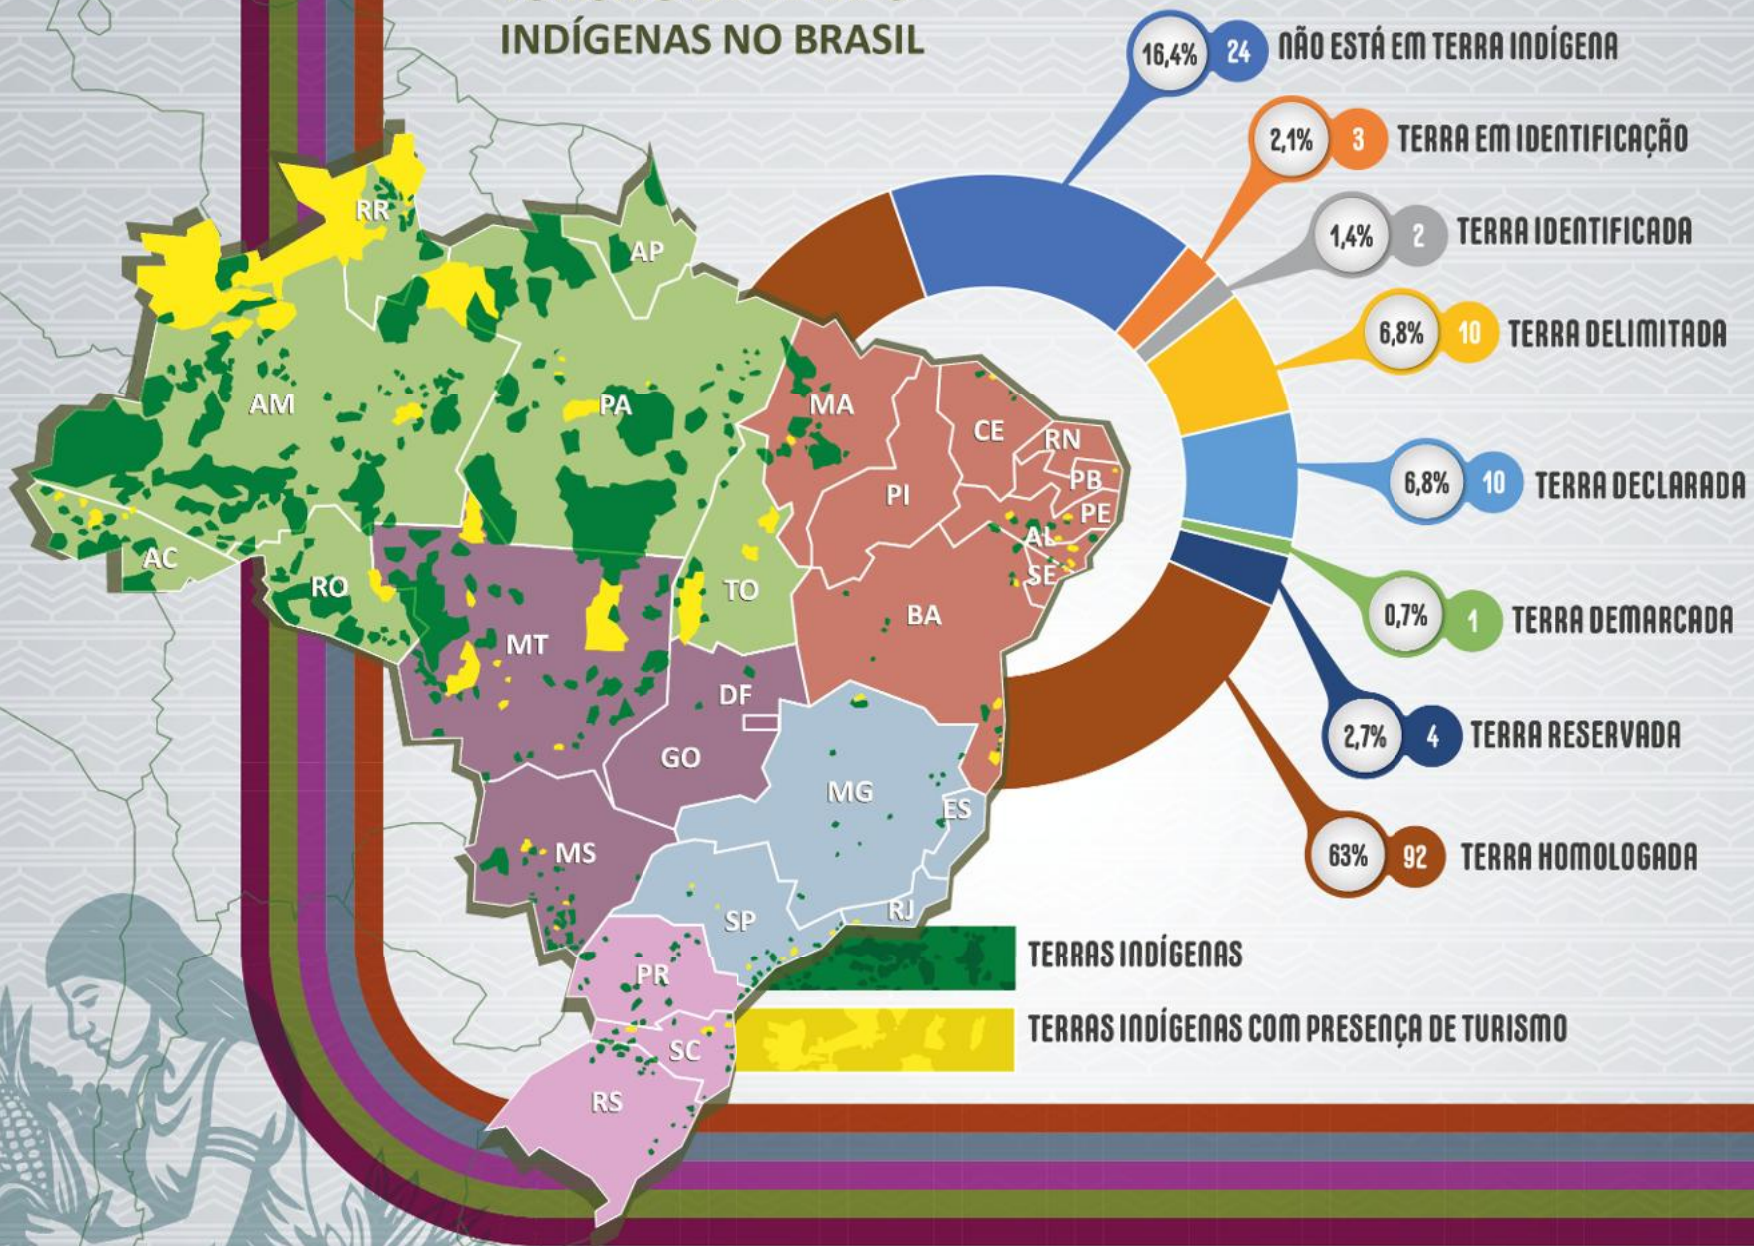 INDÍGENAS NO BRASIL
16,4% 24 NÃO ESTÁ EM TERRA INDÍGENA
2,1% 3 TERRA EM IDENTIFICAÇÃO
1,4% 2 TERRA IDENTIFICADA
6,8% 10 TERRA DELIMITADA
6,8% 10 TERRA DECLARADA
0,7% 1 TERRA DEMARCADA
2,7% 4 TERRA RESERVADA
63% 92 TERRA HOMOLOGADA
RR
AP
AM
PA
MA
CE
RN
PB
PI
PE
AL
AC
RO
TO
SE
BA
MT
DF
GO
MG
ES
MS
SP
RJ
PR
SC
RS
TERRAS INDÍGENAS
TERRAS INDÍGENAS COM PRESENÇA DE TURISMO